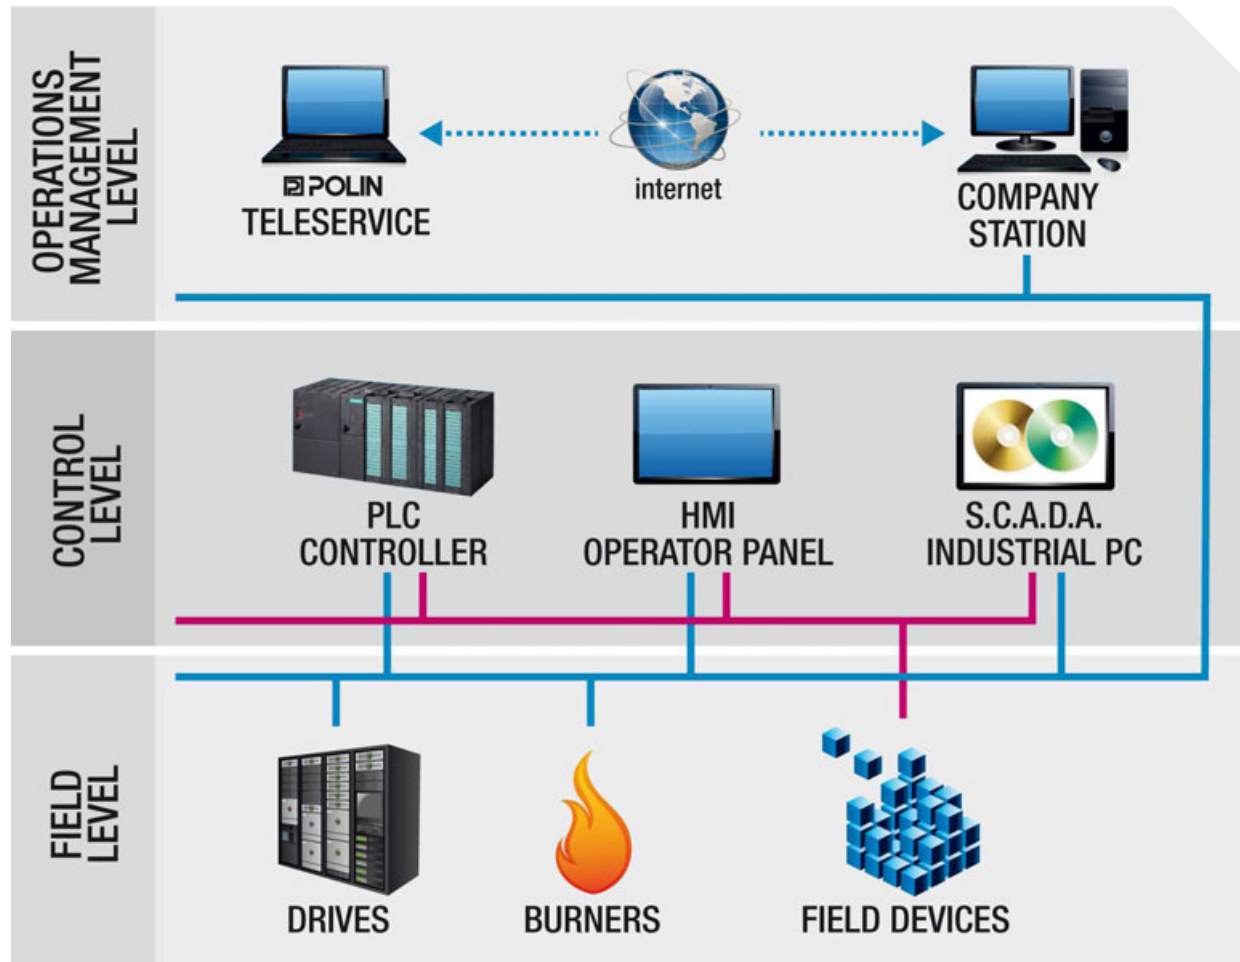 OPERATIONS
MANAGEMENT
LEVEL
POLIN
TELESERVICE
internet
COMPANY
STATION
CONTROL
LEVEL
PLC
CONTROLLER
HMI
OPERATOR PANEL
S.C.A.D.A.
INDUSTRIAL PC
FIELD
LEVEL
DRIVES
BURNERS
FIELD DEVICES